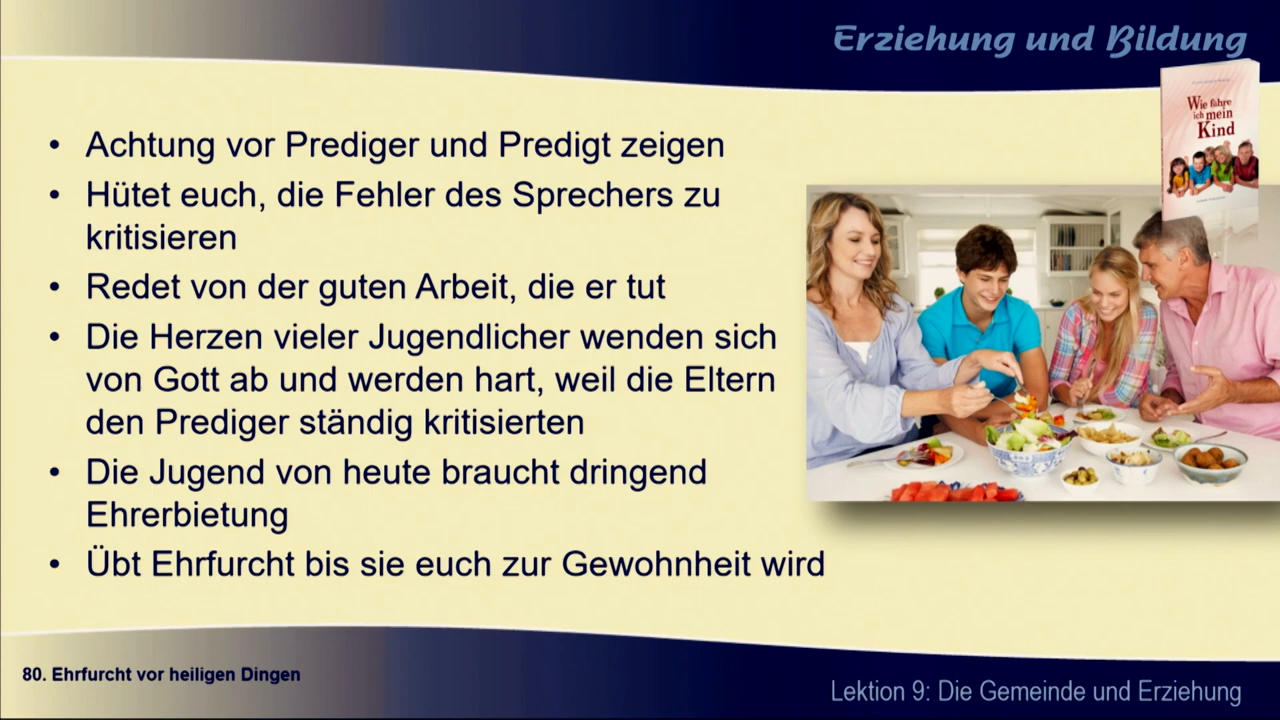 Erziehung und Bildung
Wie führe
ich mein
Kind
• Achtung vor Prediger und Predigt zeigen
• Hütet euch, die Fehler des Sprechers zu
kritisieren
• Redet von der guten Arbeit, die er tut
• Die Herzen vieler Jugendlicher wenden sich
von Gott ab und werden hart, weil die Eltern
den Prediger ständig kritisierten
• Die Jugend von heute braucht dringend
Ehrerbietung
• Übt Ehrfurcht bis sie euch zur Gewohnheit wird
80. Ehrfurcht vor heiligen Dingen
Lektion 9: Die Gemeinde und Erziehung